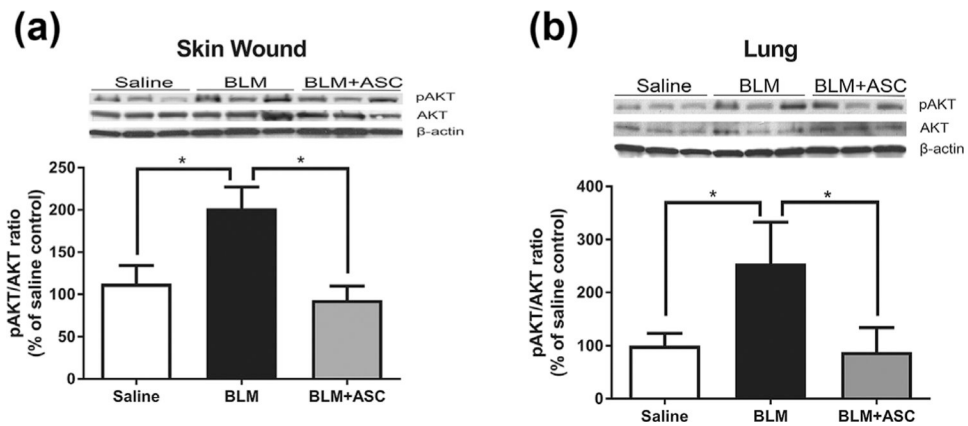 (a)
Skin Wound
Saline BLM BLM+ASC
pAKT
AKT
β-actin
pAKT/AKT ratio
(% of saline control)
250
200
150
100
50
0
* *
Saline BLM BLM+ASC
(b)
Lung
Saline BLM BLM+ASC
pAKT
AKT
β-actin
pAKT/AKT ratio
(% of saline control)
400
300
200
100
0
* *
Saline BLM BLM+ASC